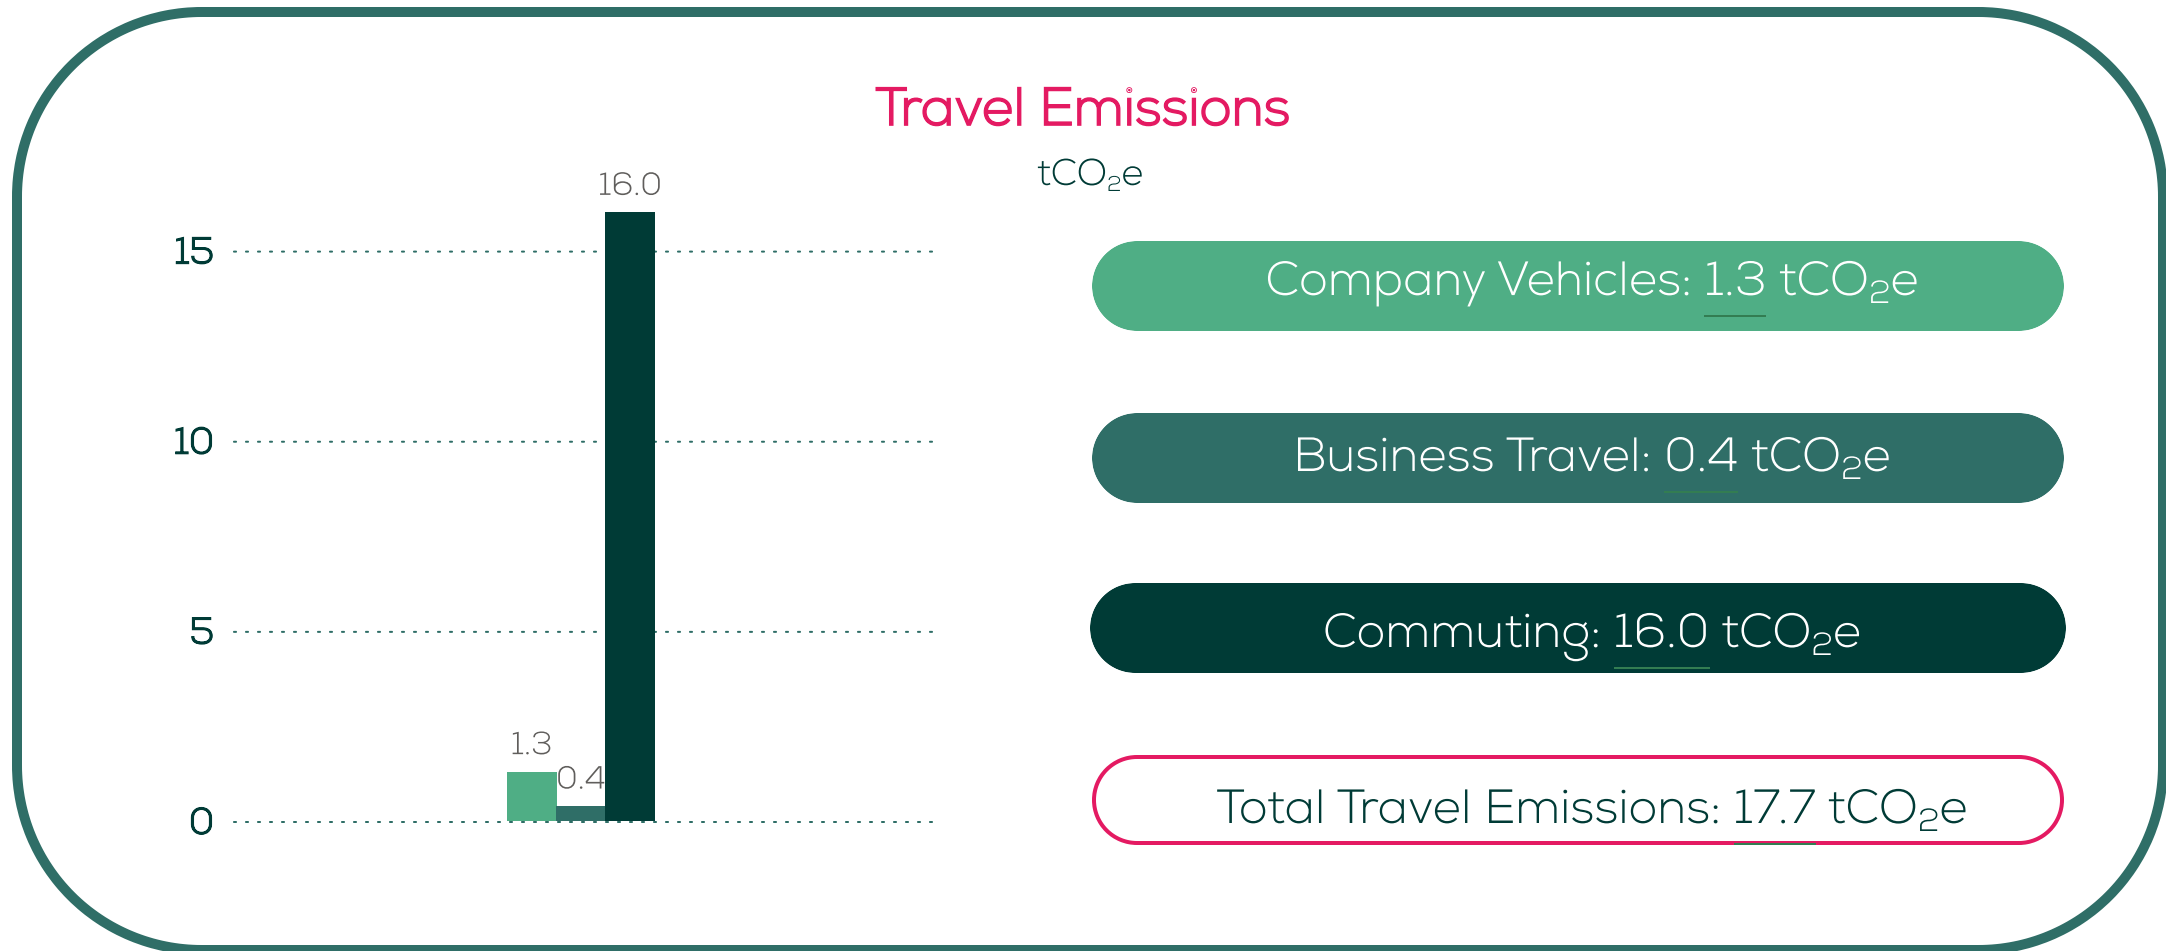 Travel Emissions
tCO₂e
16.0
15
10
5
1.3
0.4
0
Company Vehicles: 1.3 tCO₂e
Business Travel: 0.4 tCO₂e
Commuting: 16.0 tCO₂e
Total Travel Emissions: 17.7 tCO₂e